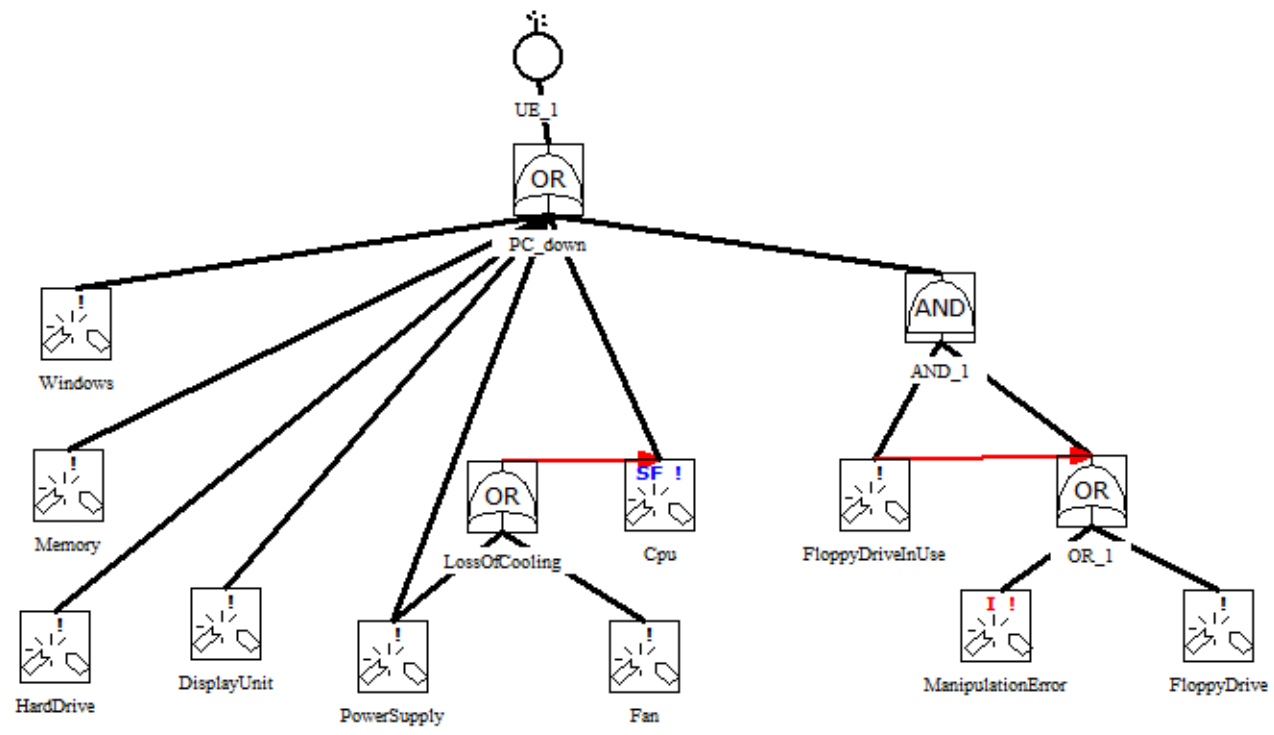 UE_1
OR
PC_down
!
Windows
AND
AND_1
!
Memory
OR
LossOfCooling
SF !
Cpu
!
FloppyDriveInUse
OR
OR_1
!
HardDrive
!
DisplayUnit
!
PowerSupply
!
Fan
I !
ManipulationError
!
FloppyDrive